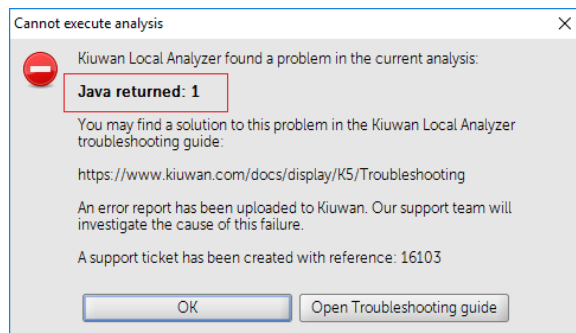 Cannot execute analysis
Kiuwan Local Analyzer found a problem in the current analysis:
Java returned: 1
You may find a solution to this problem in the Kiuwan Local Analyzer
troubleshooting guide:
https://www.kiuwan.com/docs/display/K5/Troubleshooting
An error report has been uploaded to Kiuwan. Our support team will
investigate the cause of this failure.
A support ticket has been created with reference: 16103
OK
Open Troubleshooting guide